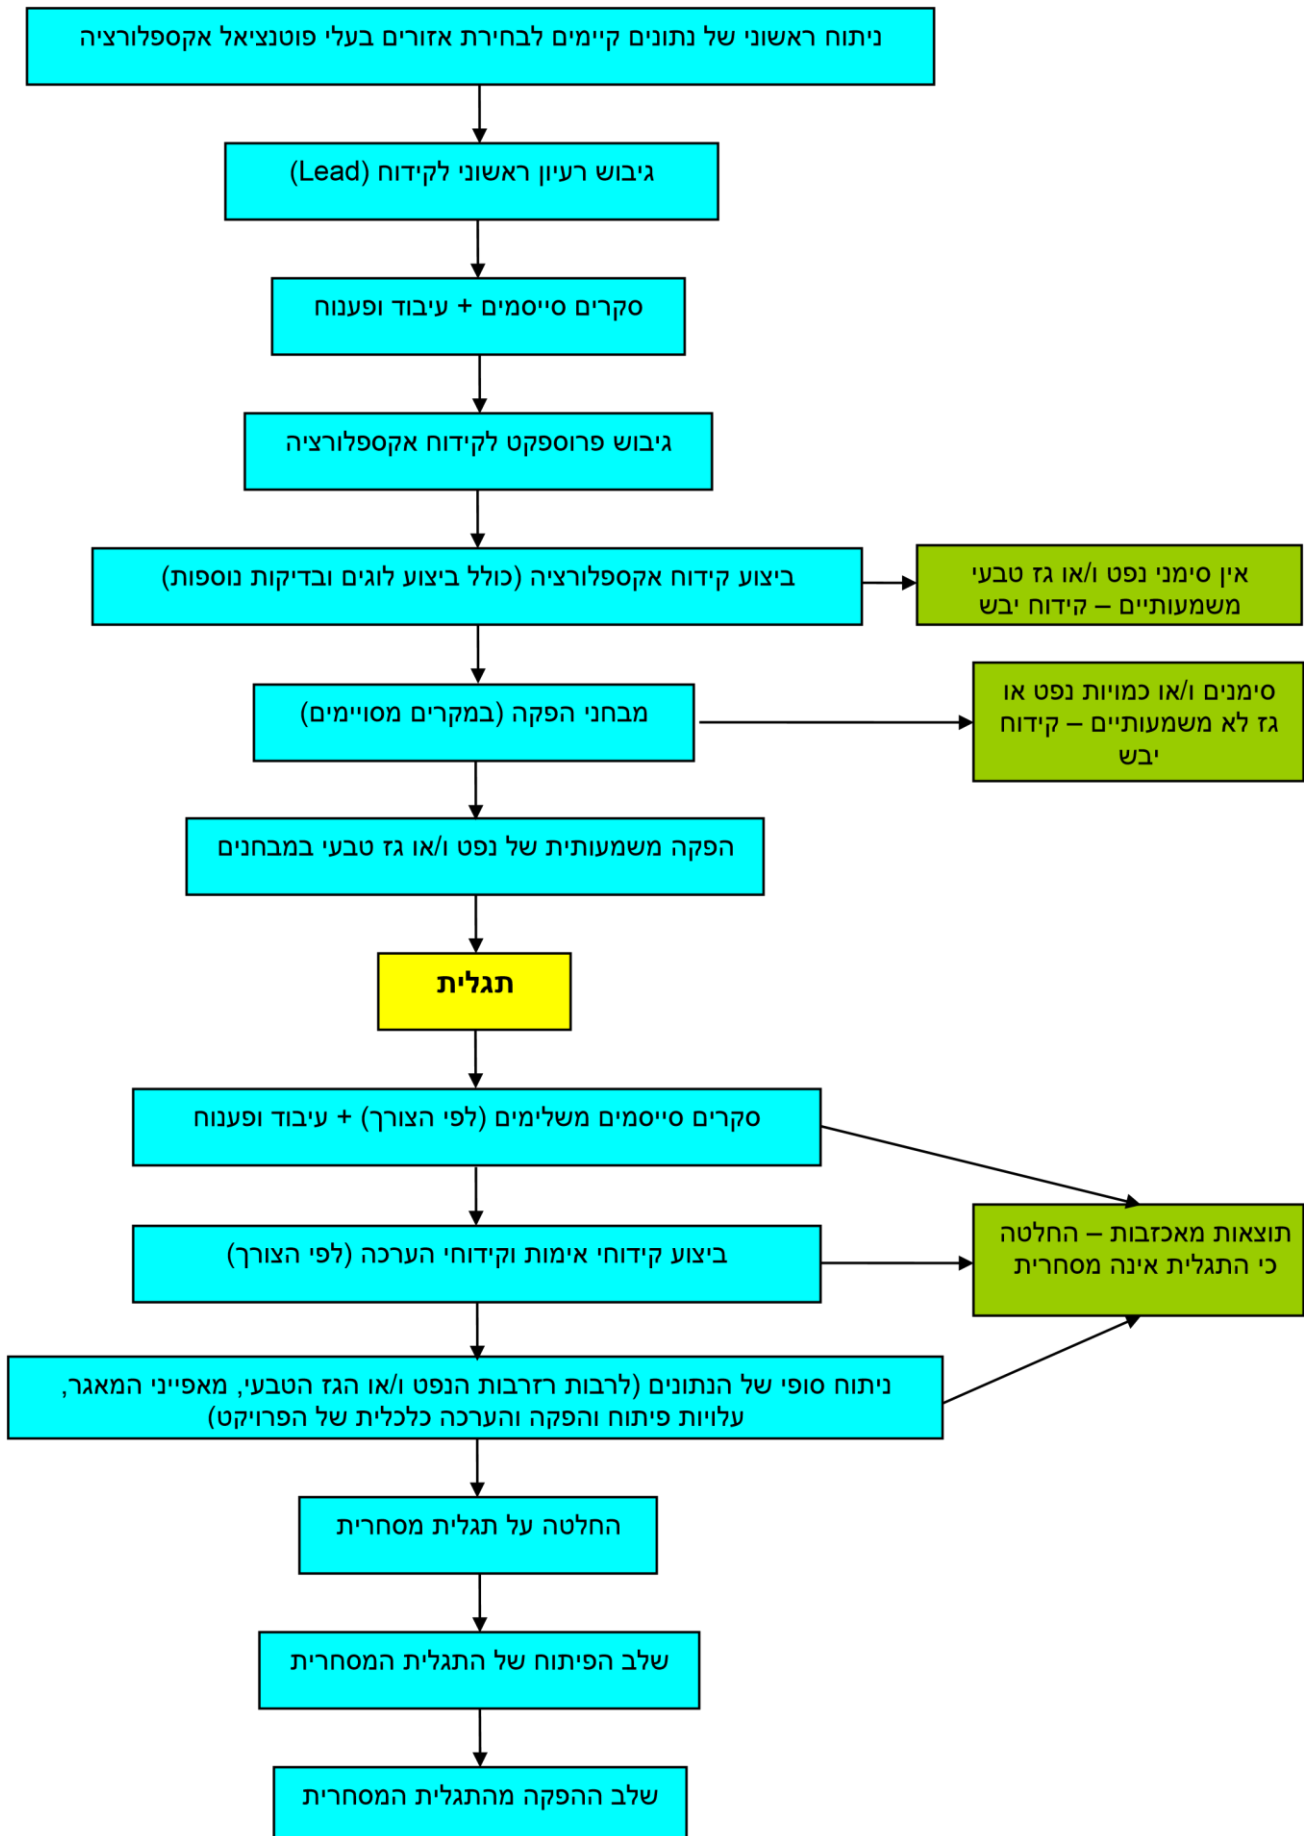 ניתוח ראשוני של נתונים קיימים לבחירת אזורים בעלי פוטנציאל אקספלורציה
גיבוש רעיון ראשוני לקידוח (Lead)
סקרים סייסמים + עיבוד ופענוח
גיבוש פרוספקט לקידוח אקספלורציה
ביצוע קידוח אקספלורציה (כולל ביצוע לוגים ובדיקות נוספות)
אין סימני נפט ו/או גז טבעי
משמעותיים – קידוח יבש
מבחני הפקה (במקרים מסויימים)
סימנים ו/או כמויות נפט או
גז לא משמעותיים – קידוח
יבש
הפקה משמעותית של נפט ו/או גז טבעי במבחנים
תגלית
סקרים סייסמים משלימים (לפי הצורך) + עיבוד ופענוח
ביצוע קידוחי אימות וקידוחי הערכה (לפי הצורך)
תוצאות מאכזבות – החלטה
כי התגלית אינה מסחרית
ניתוח סופי של הנתונים (לרבות רזרבות הנפט ו/או הגז הטבעי, מאפייני המאגר,
עלויות פיתוח והפקה והערכה כלכלית של הפרויקט)
החלטה על תגלית מסחרית
שלב הפיתוח של התגלית המסחרית
שלב ההפקה מהתגלית המסחרית